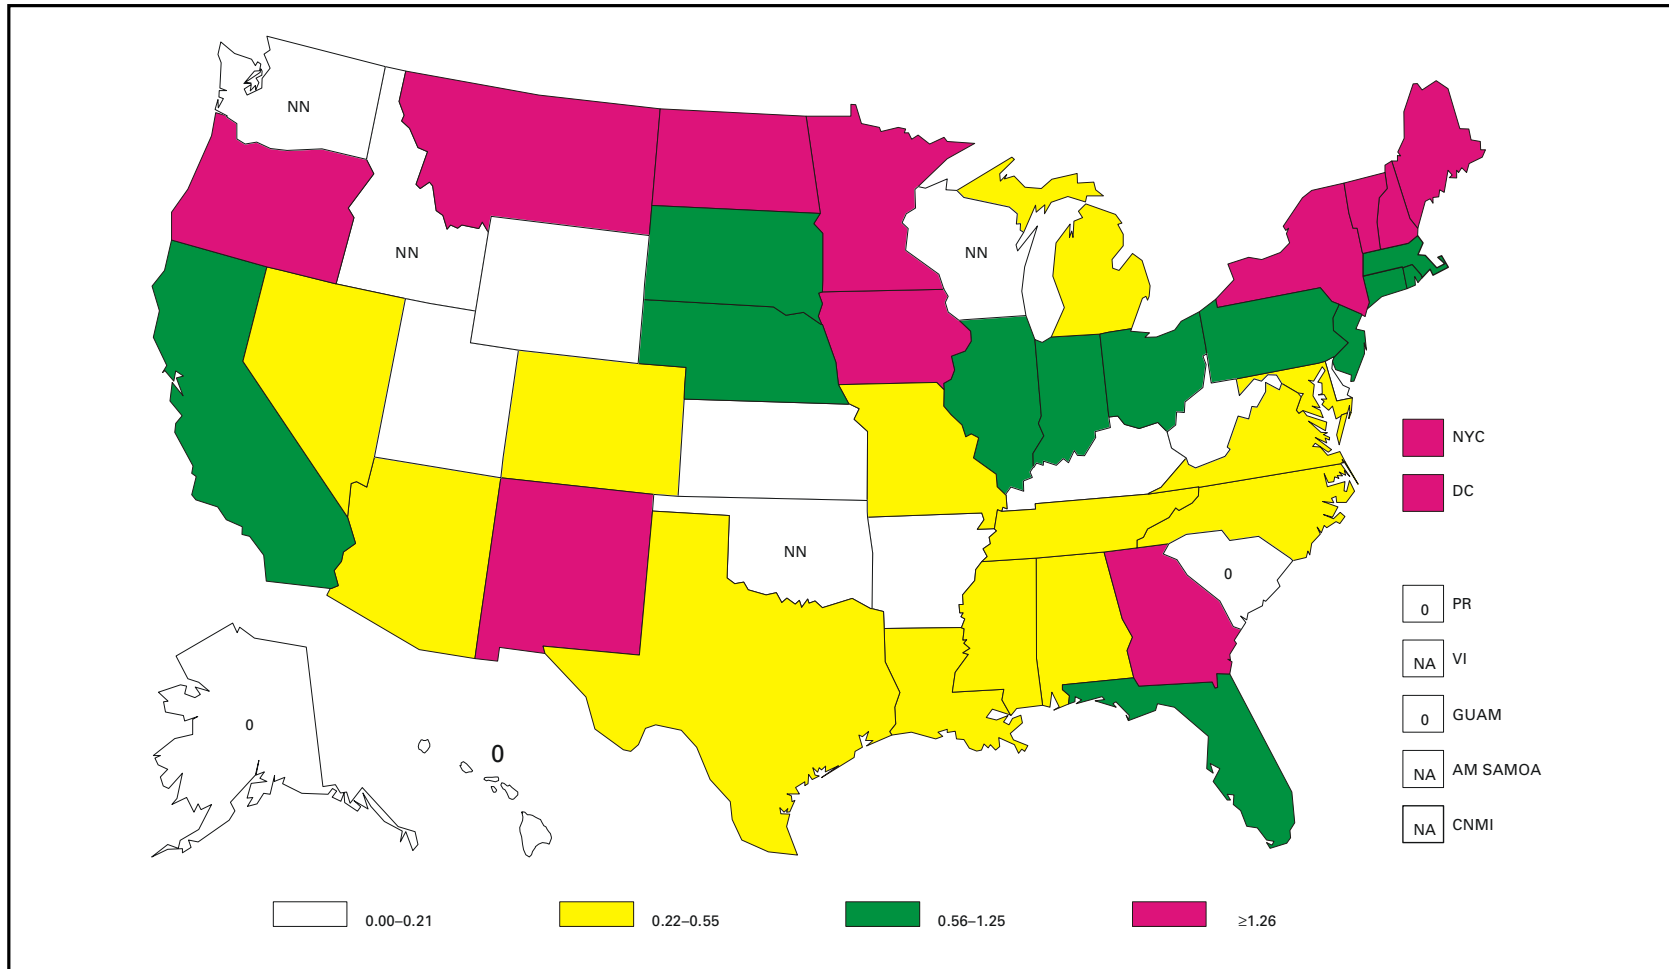 NN
NN
NN
NN
0
0
0
NYC
DC
0 PR
NA VI
0 GUAM
NA AM SAMOA
NA CNMI
0.00–0.21 0.22–0.55 0.56–1.25 ≥1.26